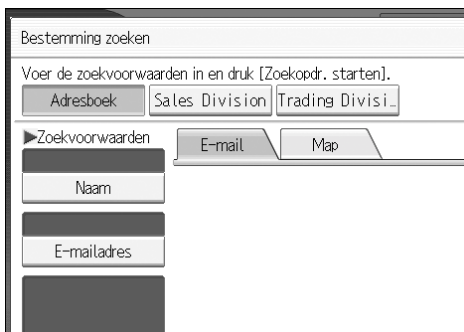 Bestemming zoeken
Voer de zoekvoorwaarden in en druk [Zoekopdr. starten].
Adresboek Sales Division Trading Divisi...
▶Zoekvoorwaarden E-mail Map
Naam
E-mailadres